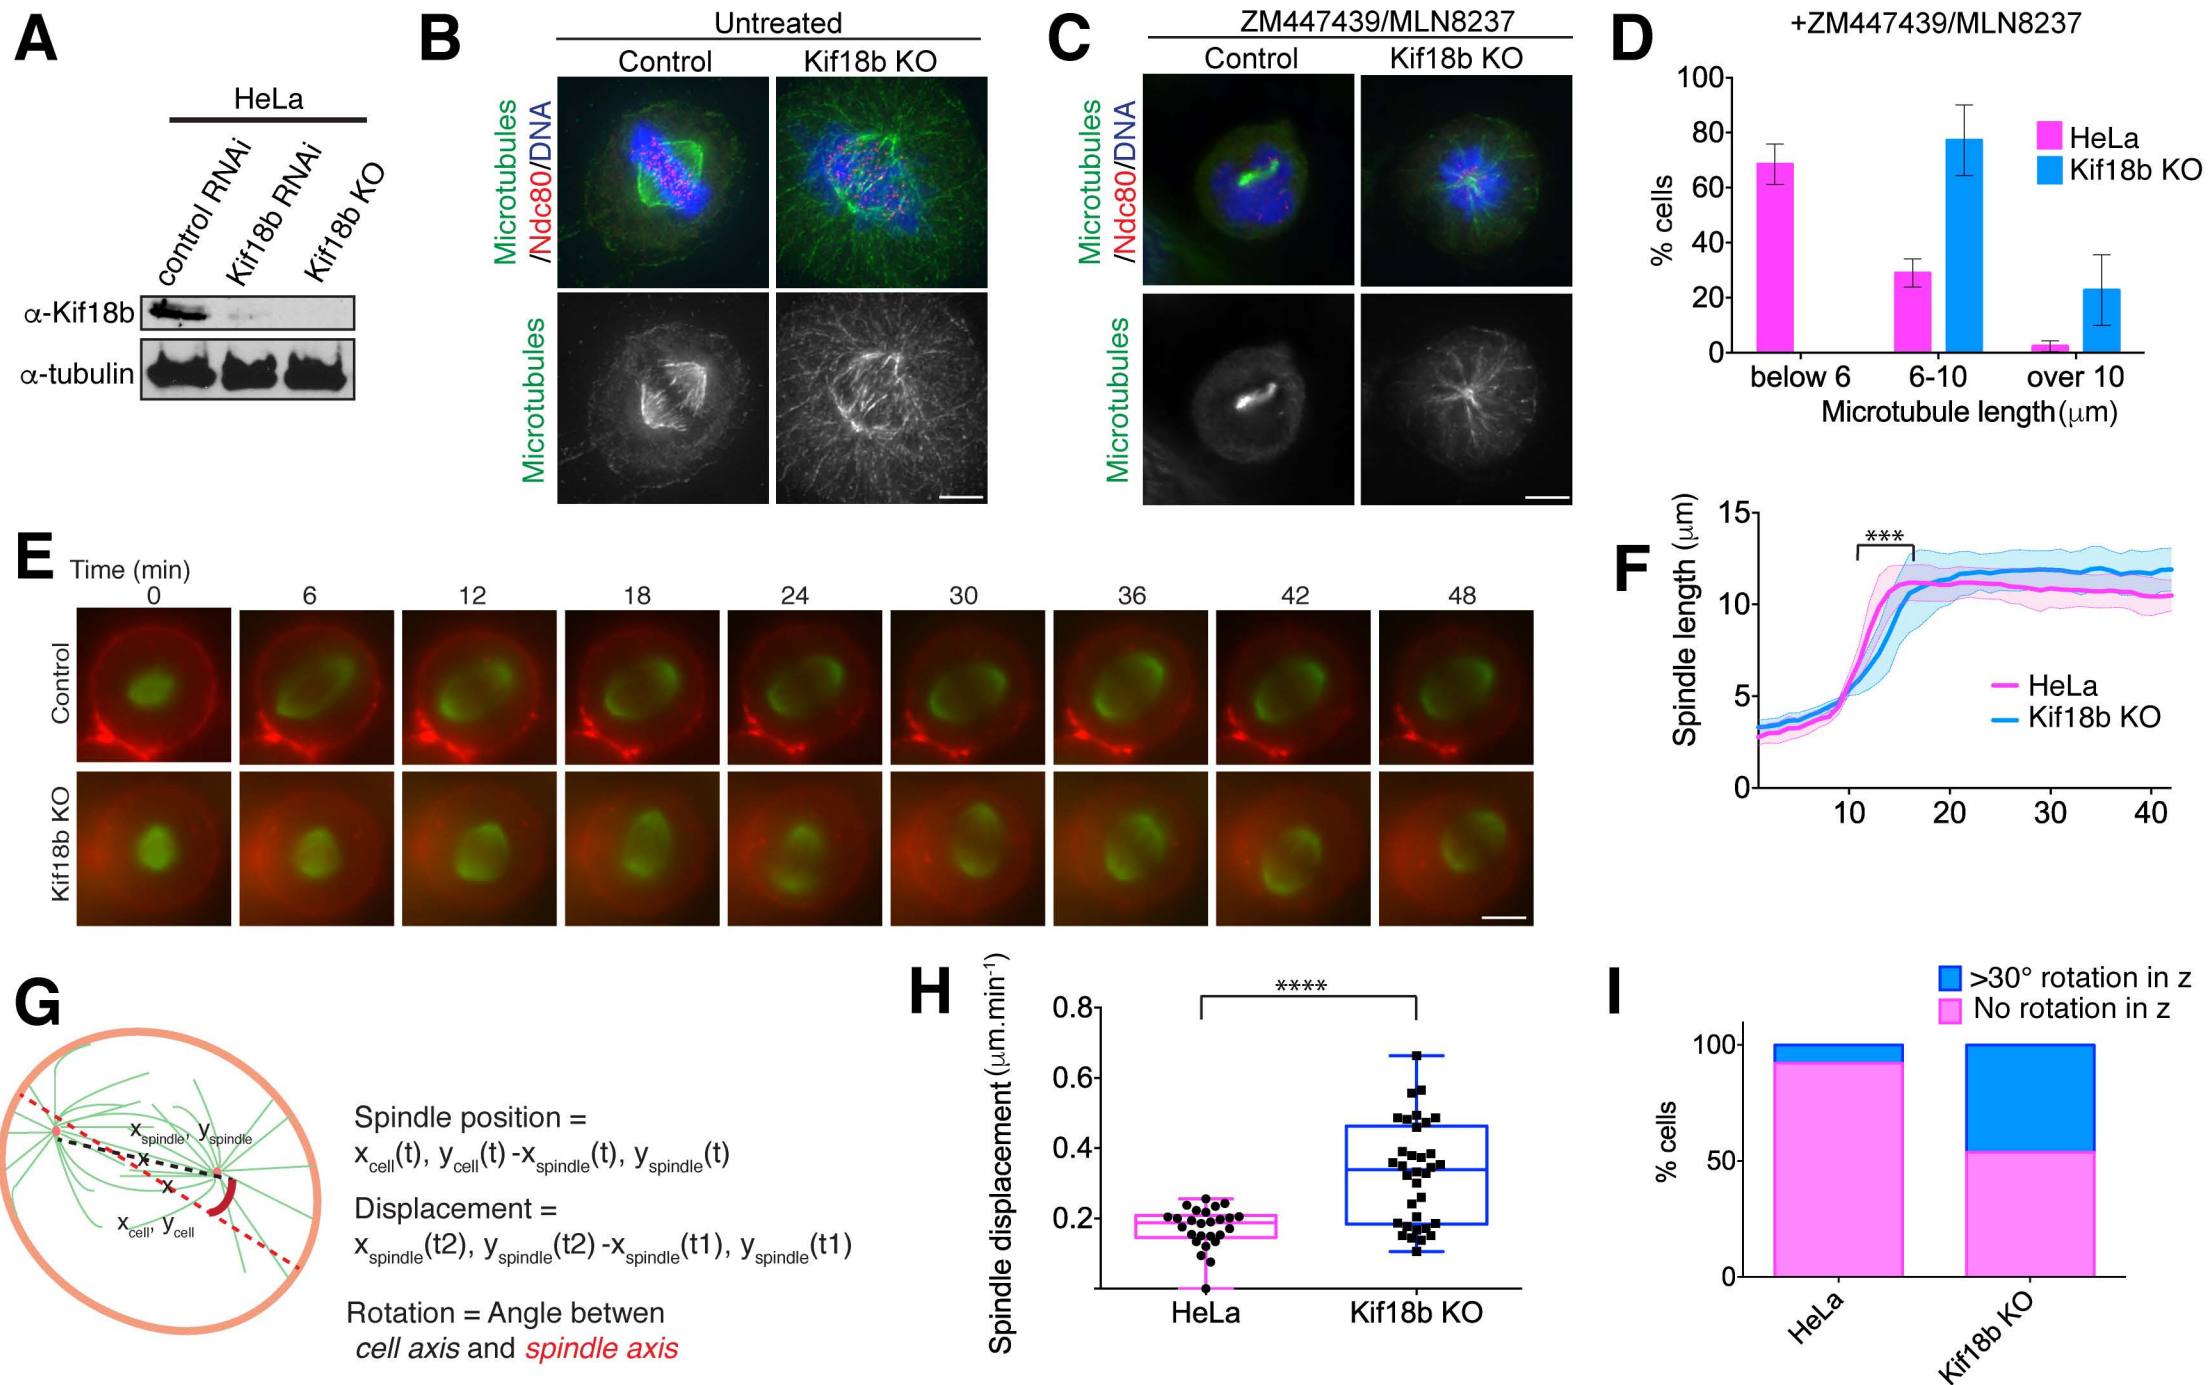 A
HeLa
control RNAi
Kif18b RNAi
Kif18b KO
α-Kif18b
α-tubulin
B
Untreated
Control
Kif18b KO
Microtubules
/Ndc80/DNA
Microtubules
C
ZM447439/MLN8237
Control
Kif18b KO
Microtubules
/Ndc80/DNA
Microtubules
D
+ZM447439/MLN8237
% cells
100
80
60
40
20
0
HeLa
Kif18b KO
below 6
6-10
over 10
Microtubule length(μm)
E
Time (min)
0
6
12
18
24
30
36
42
48
Control
Kif18b KO
F
Spindle length (μm)
15
10
5
0
***
HeLa
Kif18b KO
10
20
30
40
G
xspindle, yspindle
x
x
xcell, ycell
Spindle position =
xcell(t), ycell(t) -xspindle(t), yspindle(t)
Displacement =
xspindle(t2), yspindle(t2) -xspindle(t1), yspindle(t1)
Rotation = Angle betwen
cell axis and spindle axis
H
Spindle displacement (μm.min-1)
0.8
0.6
0.4
0.2
****
HeLa
Kif18b KO
I
>30° rotation in z
No rotation in z
% cells
100
50
0
HeLa
Kif18b KO